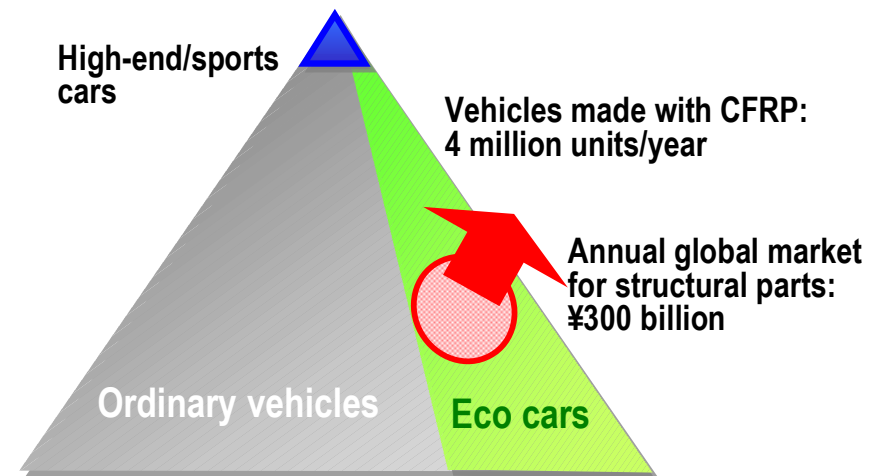 High-end/sports
cars
Vehicles made with CFRP:
4 million units/year
Annual global market
for structural parts:
¥300 billion
Ordinary vehicles
Eco cars